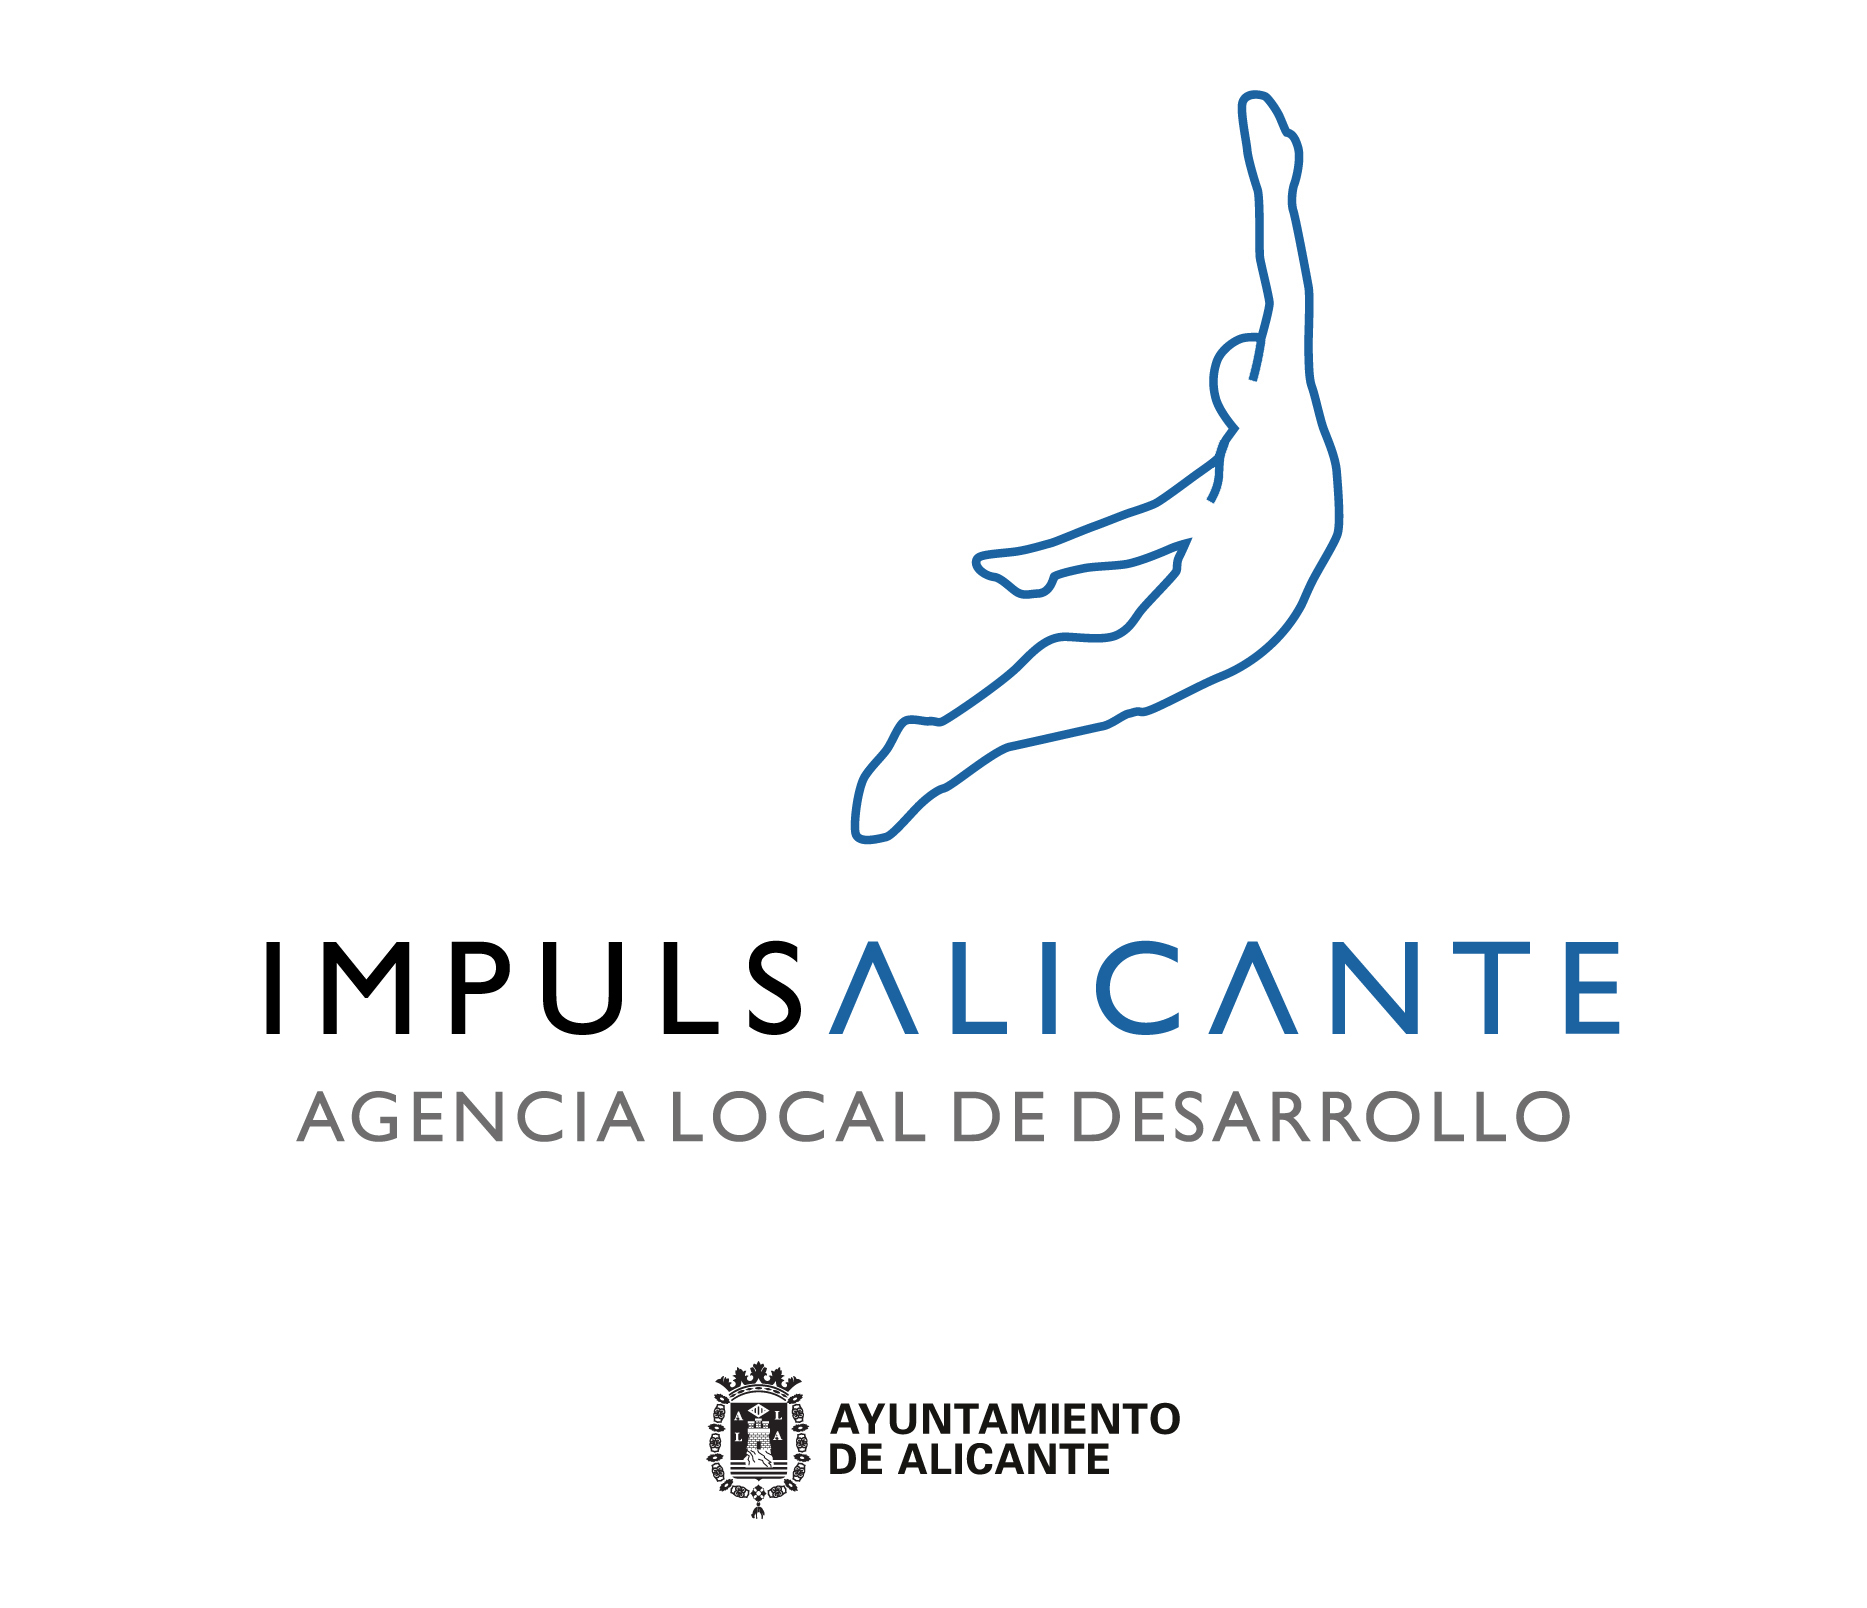 IMPULSALICANTE
AGENCIA LOCAL DE DESARROLLO
A L
L A
AYUNTAMIENTO
DE ALICANTE